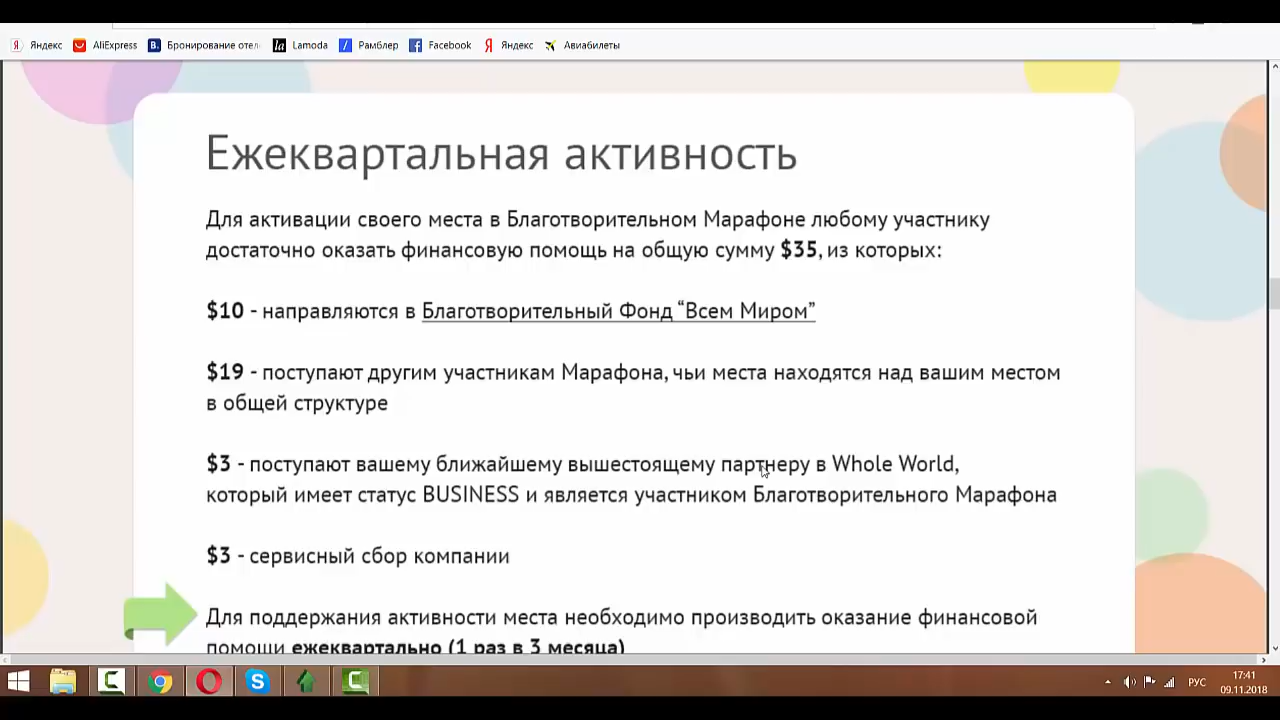 Яндекс AliExpress Бронирование отел Lamoda Рамблер Facebook Яндекс Авиабилеты
Ежеквартальная активность
Для активации своего места в Благотворительном Марафоне любому участнику
достаточно оказать финансовую помощь на общую сумму $35, из которых:
$10 - направляются в Благотворительный Фонд “Всем Миром”
$19 - поступают другим участникам Марафона, чьи места находятся над вашим местом
в общей структуре
$3 - поступают вашему ближайшему вышестоящему партнеру в Whole World,
который имеет статус BUSINESS и является участником Благотворительного Марафона
$3 - сервисный сбор компании
Для поддержания активности места необходимо производить оказание финансовой
помощи ежеквартально (1 раз в 3 месяца)
РУС
17:41
09.11.2018